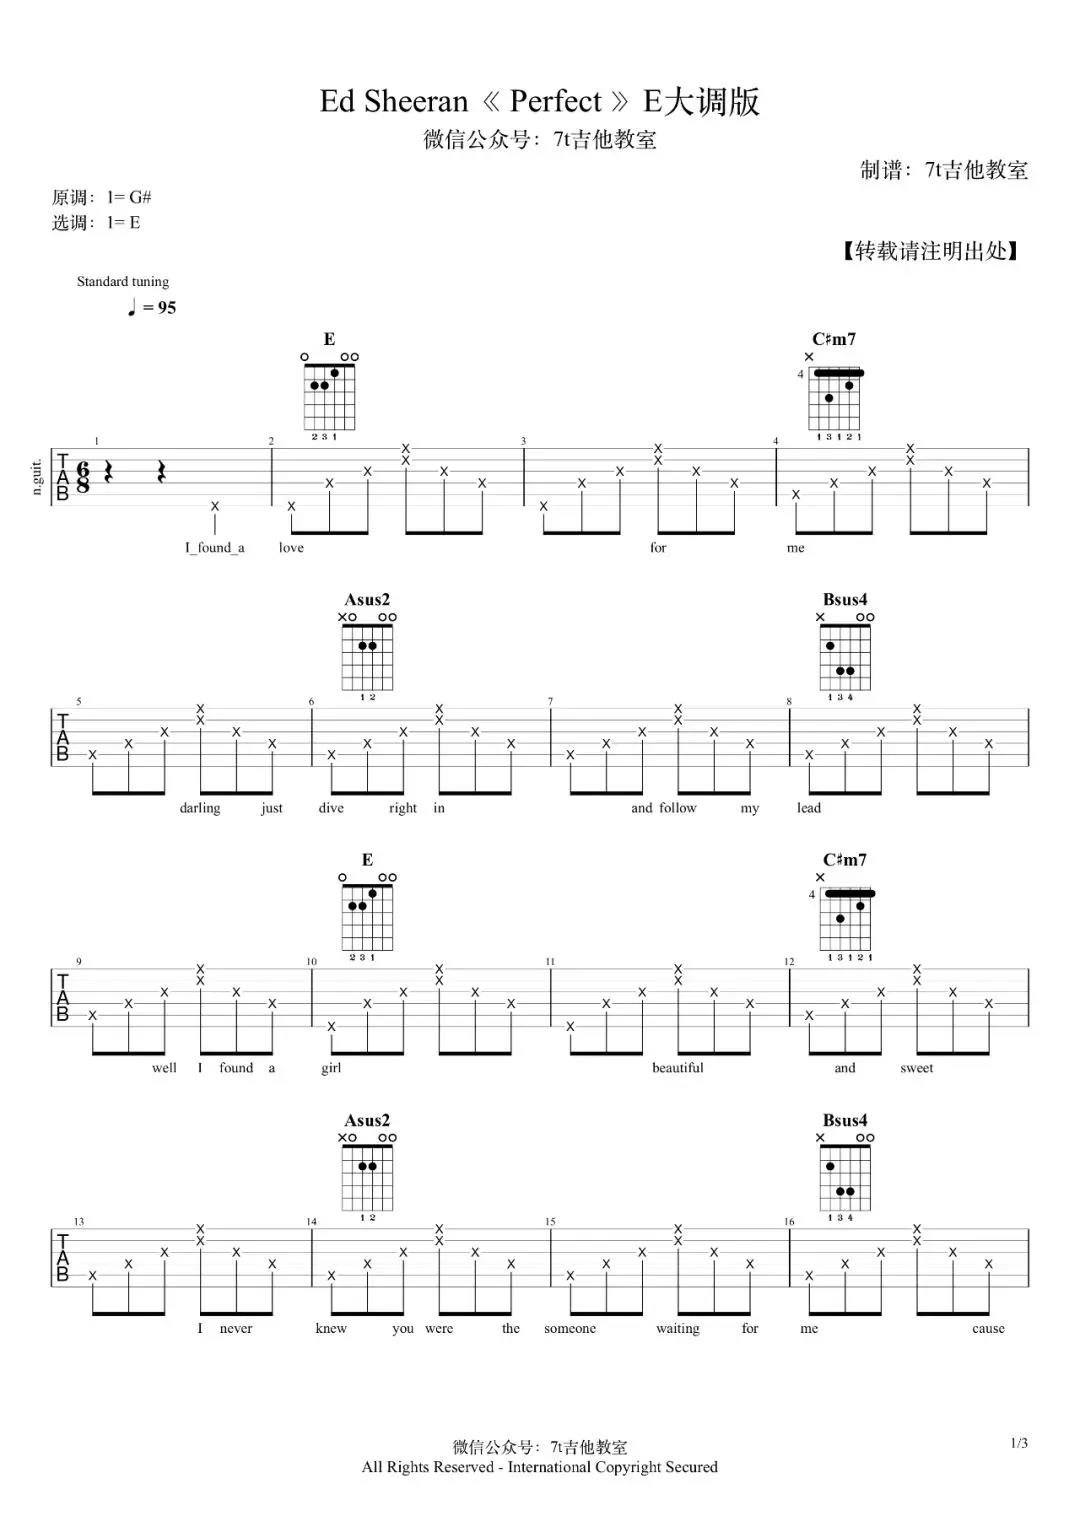 Ed Sheeran《 Perfect 》E大调版
微信公众号：7t吉他教室
制谱：7t吉他教室
原调：1= G#
选调：1= E
【转载请注明出处】
Standard tuning
♩ = 95
E C♯m7
4
2 3 1 1 3 1 2 1
1 2 3 4
n.guit.
TAB 6/8
I_found_a love for me
Asus2 Bsus4
1 2 1 3 4
5 6 7 8
TAB
darling just dive right in and follow my lead
E C♯m7
4
2 3 1 1 3 1 2 1
9 10 11 12
TAB
well I found a girl beautiful and sweet
Asus2 Bsus4
1 2 1 3 4
13 14 15 16
TAB
I never knew you were the someone waiting for me cause
微信公众号：7t吉他教室
1/3
All Rights Reserved - International Copyright Secured